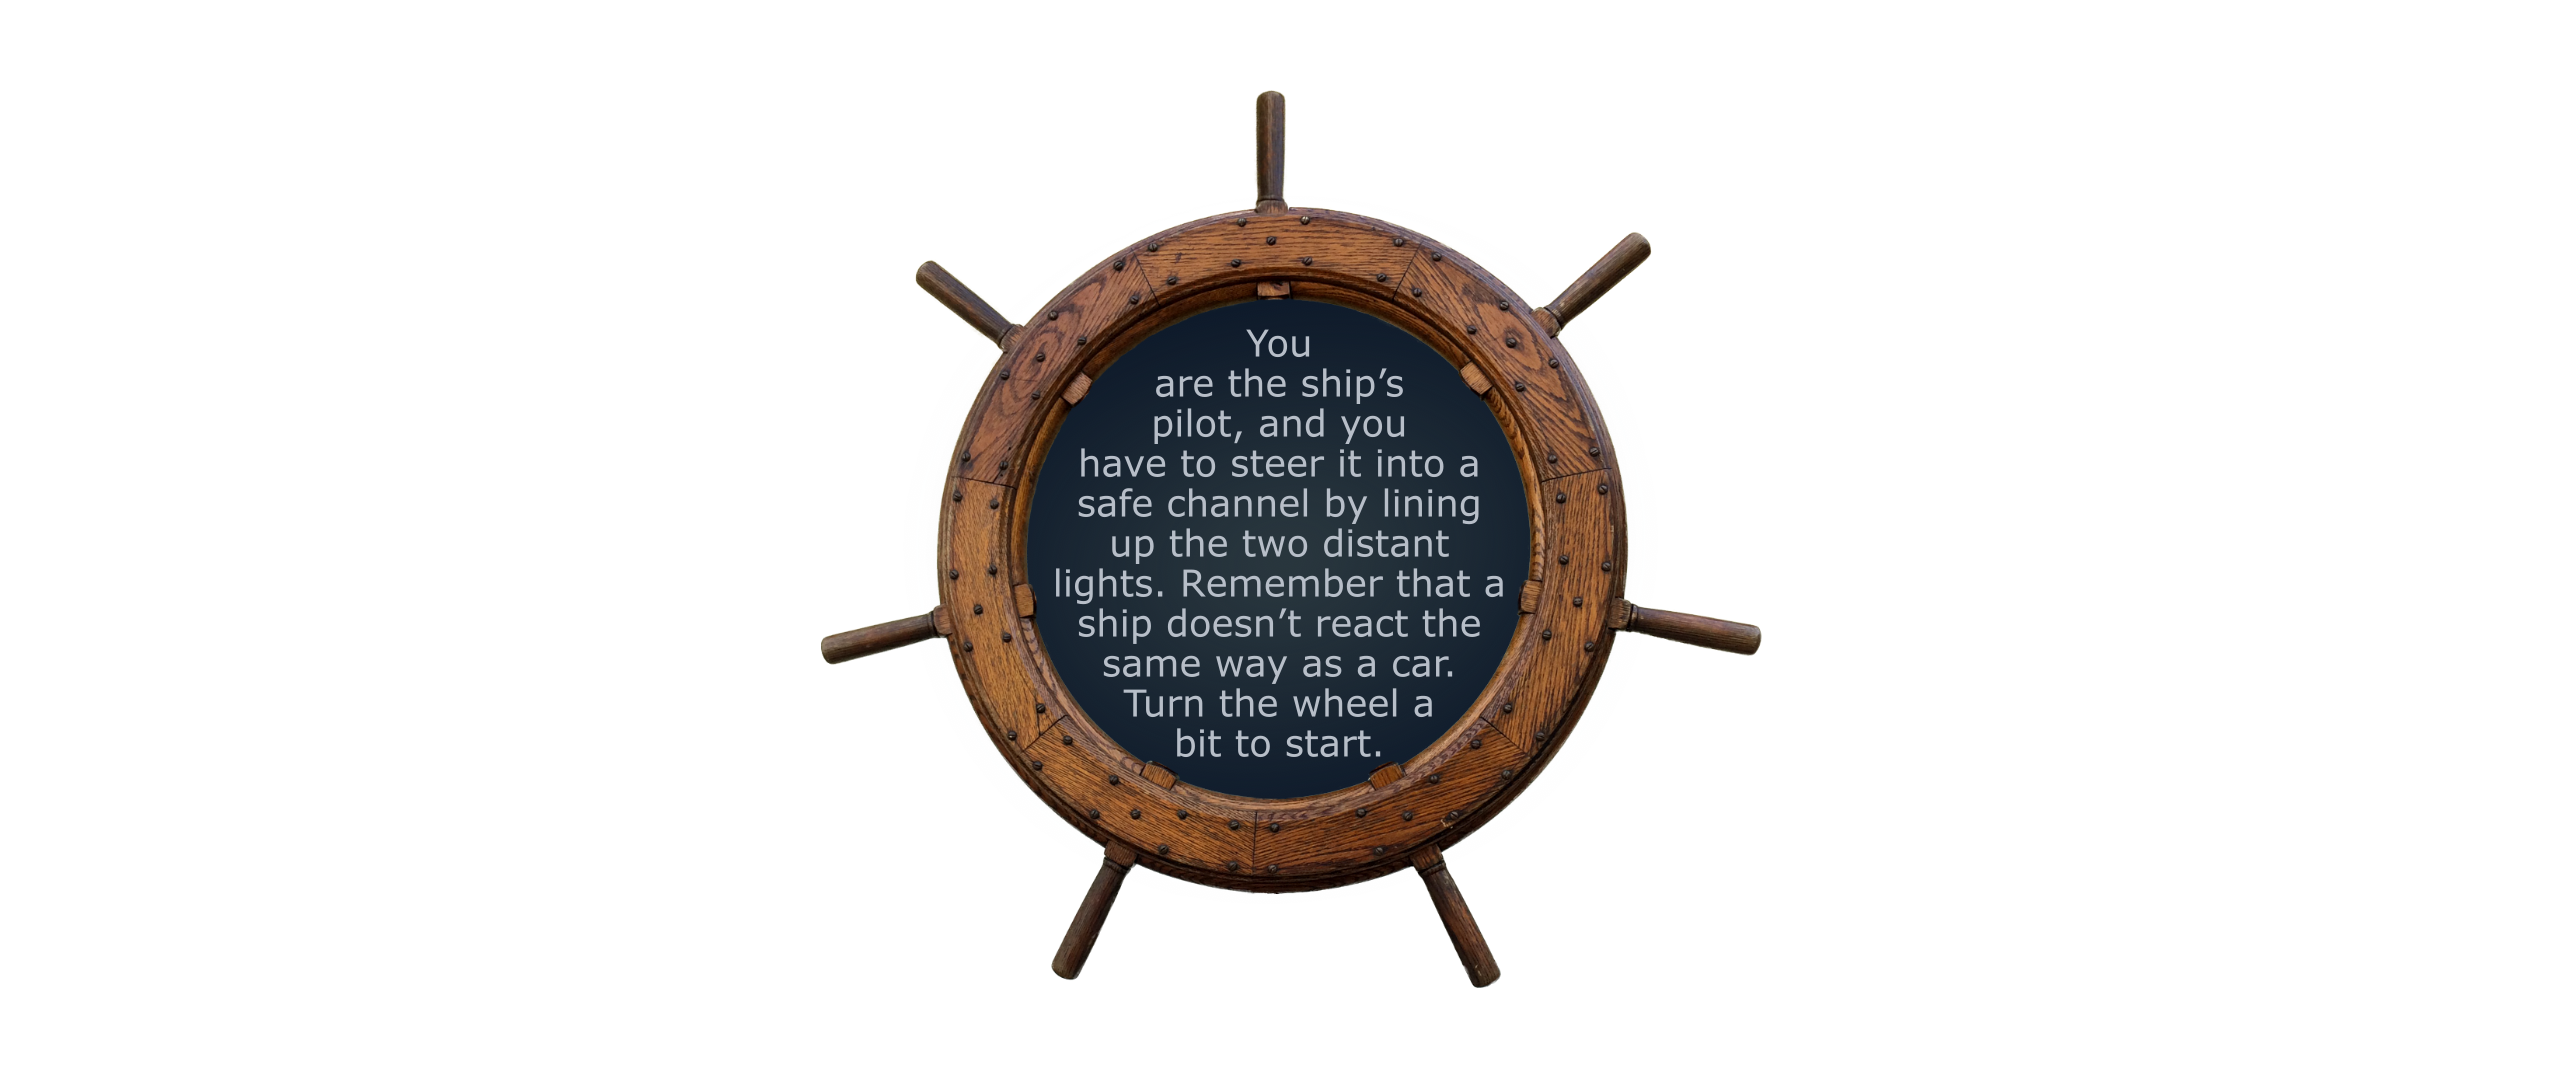 You
are the ship’s
pilot, and you
have to steer it into a
safe channel by lining
up the two distant
lights. Remember that a
ship doesn’t react the
same way as a car.
Turn the wheel a
bit to start.